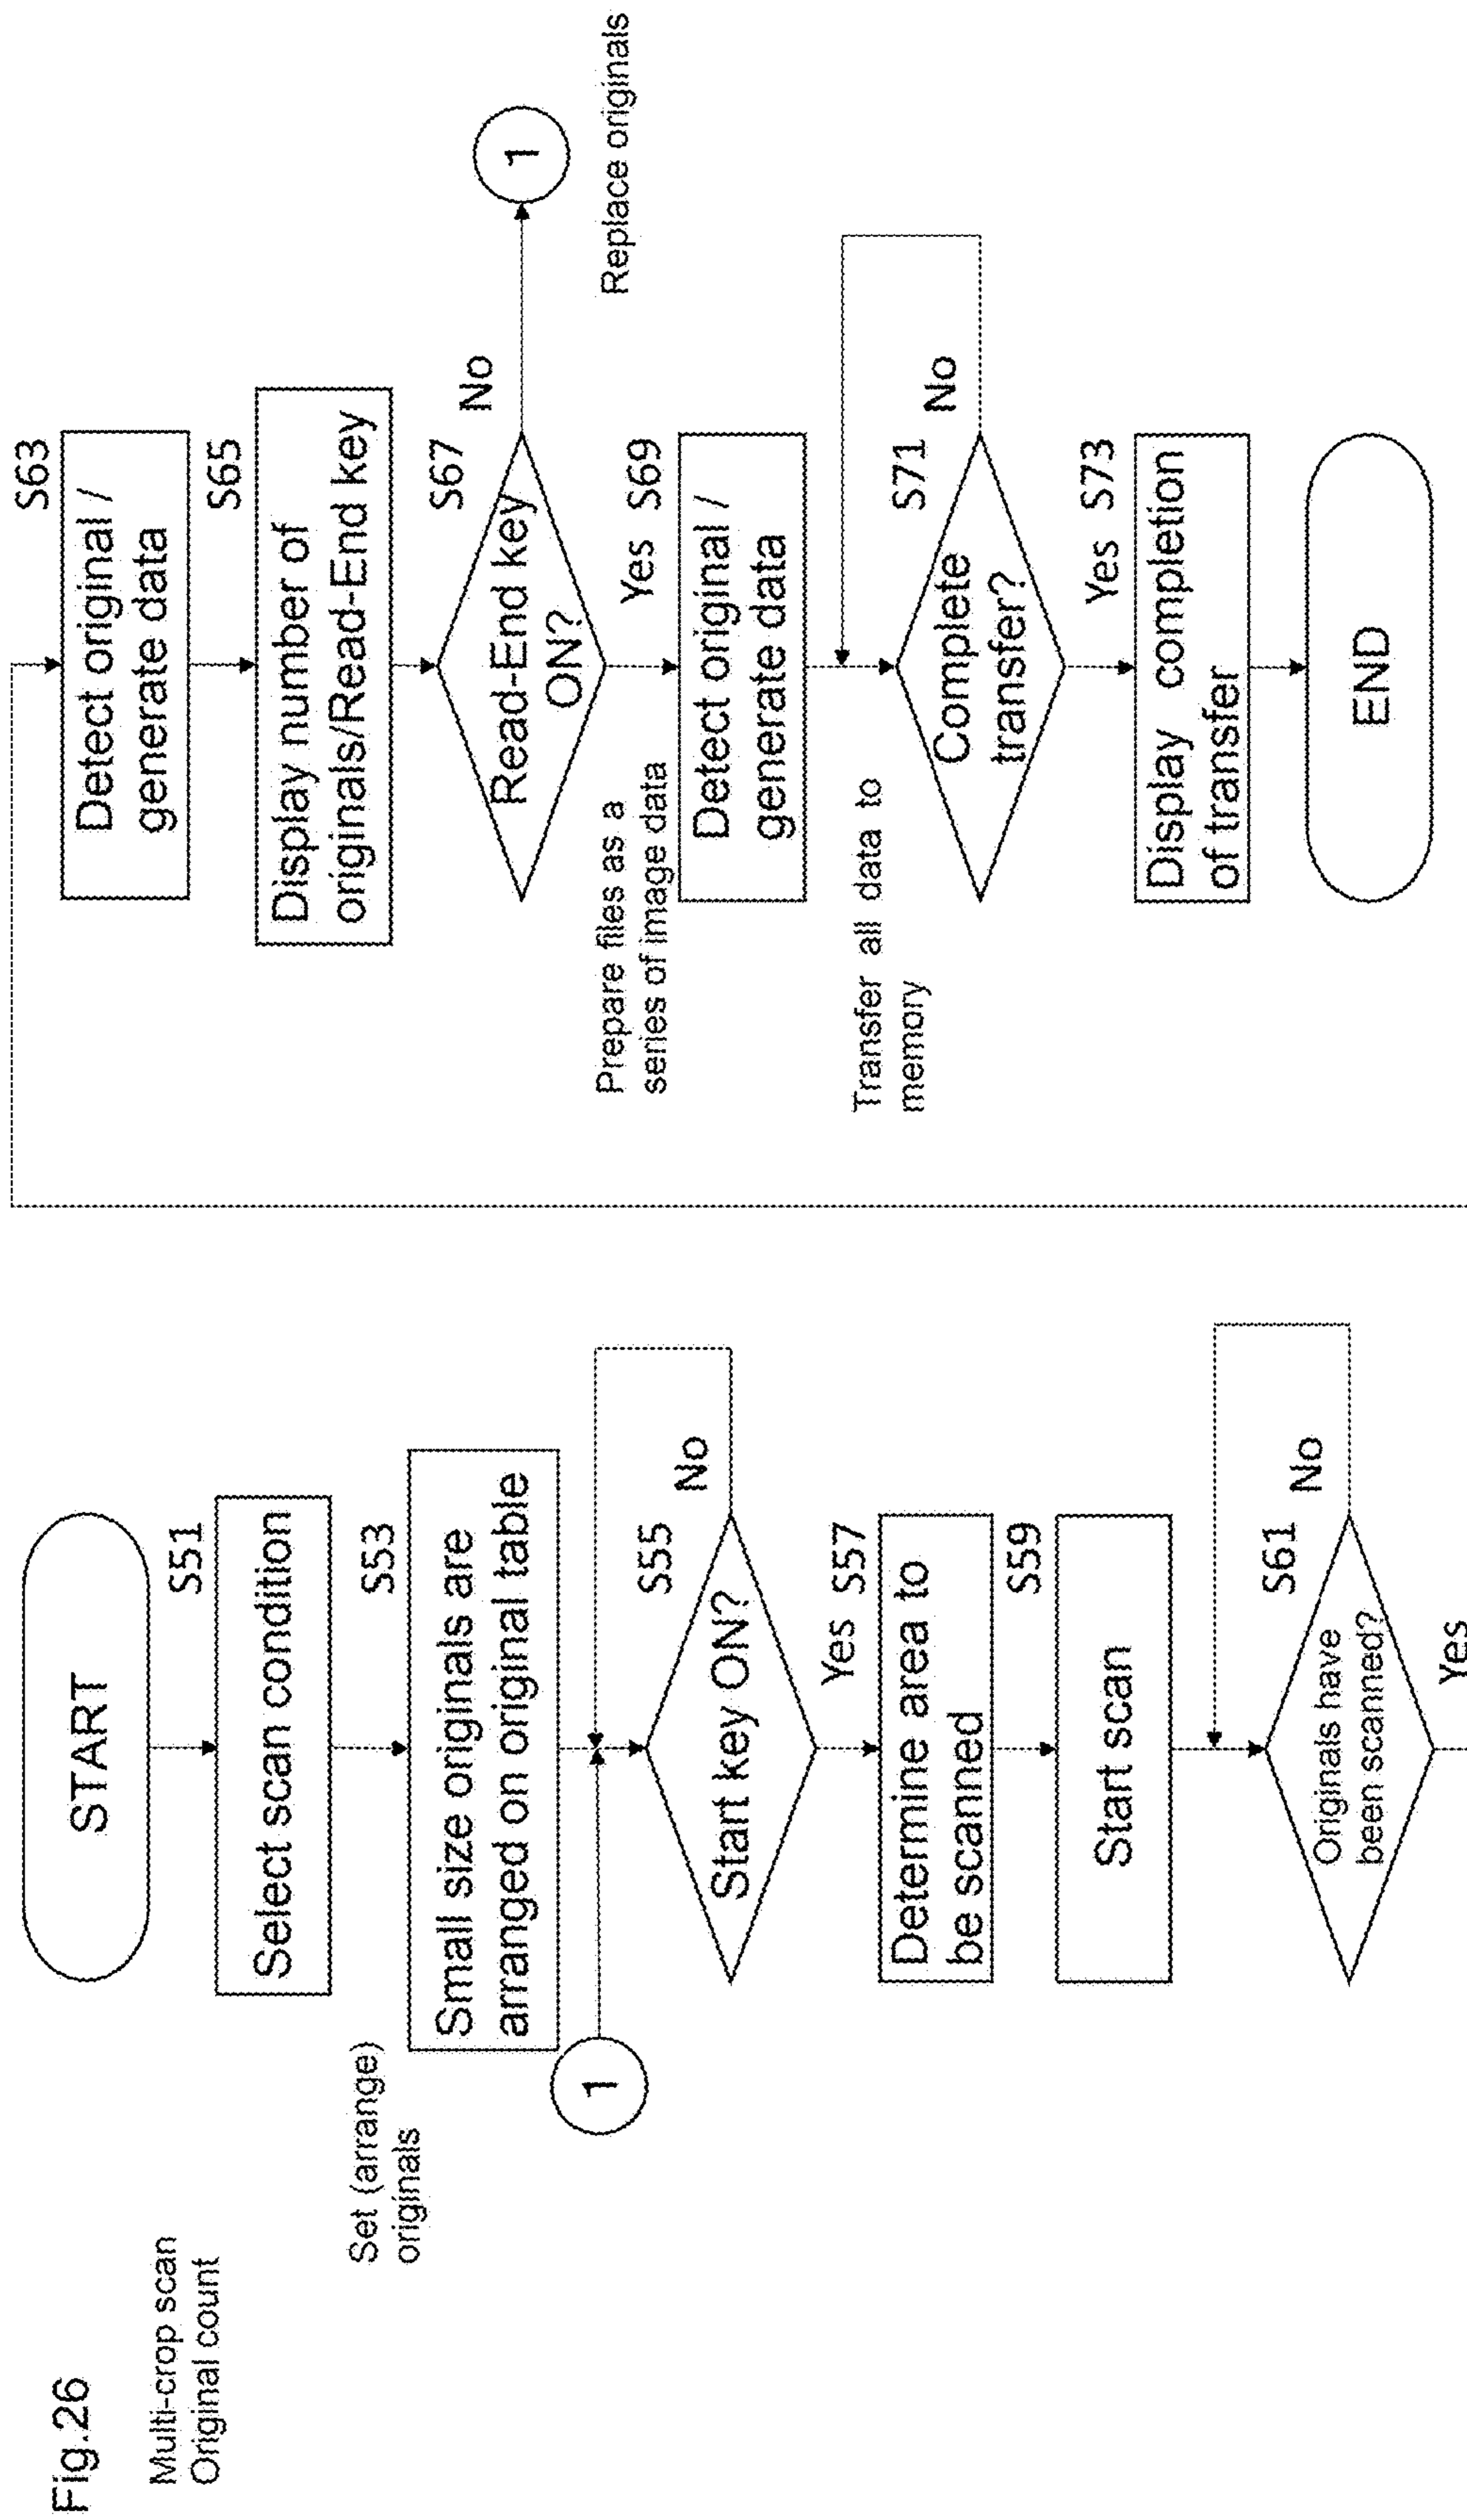 Fig.26
Multi-crop scan
Original count
START
S51
Select scan condition
Set (arrange)
originals
S53
Small size originals are
arranged on original table
1
S55
Start key ON?
No
Yes S57
Determine area to
be scanned
S59
Start scan
S61
Originals have
been scanned?
No
Yes
S63
Detect original /
generate data
S65
Display number of
originals/Read-End key
S67
Read-End key
ON?
No
1
Replace originals
Prepare files as a
series of image data
Yes S69
Detect original /
generate data
Transfer all data to
memory
S71
Complete
transfer?
No
Yes S73
Display completion
of transfer
END